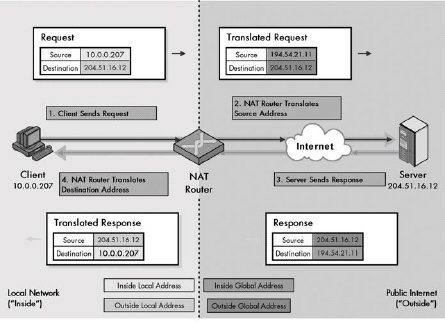 Request
Source 10.0.0.207
Destination 204.51.16.12
Translated Request
Source 194.54.21.11
Destination 204.51.16.12
1. Client Sends Request
2. NAT Router Translates
Source Address
Internet
Client
10.0.0.207
4. NAT Router Translates
Destination Address
NAT
Router
3. Server Sends Response
Server
204.51.16.12
Translated Response
Source 204.51.16.12
Destination 10.0.0.207
Response
Source 204.51.16.12
Destination 194.54.21.11
Local Network
("Inside")
Inside Local Address
Inside Global Address
Outside Local Address
Outside Global Address
Public Internet
("Outside")